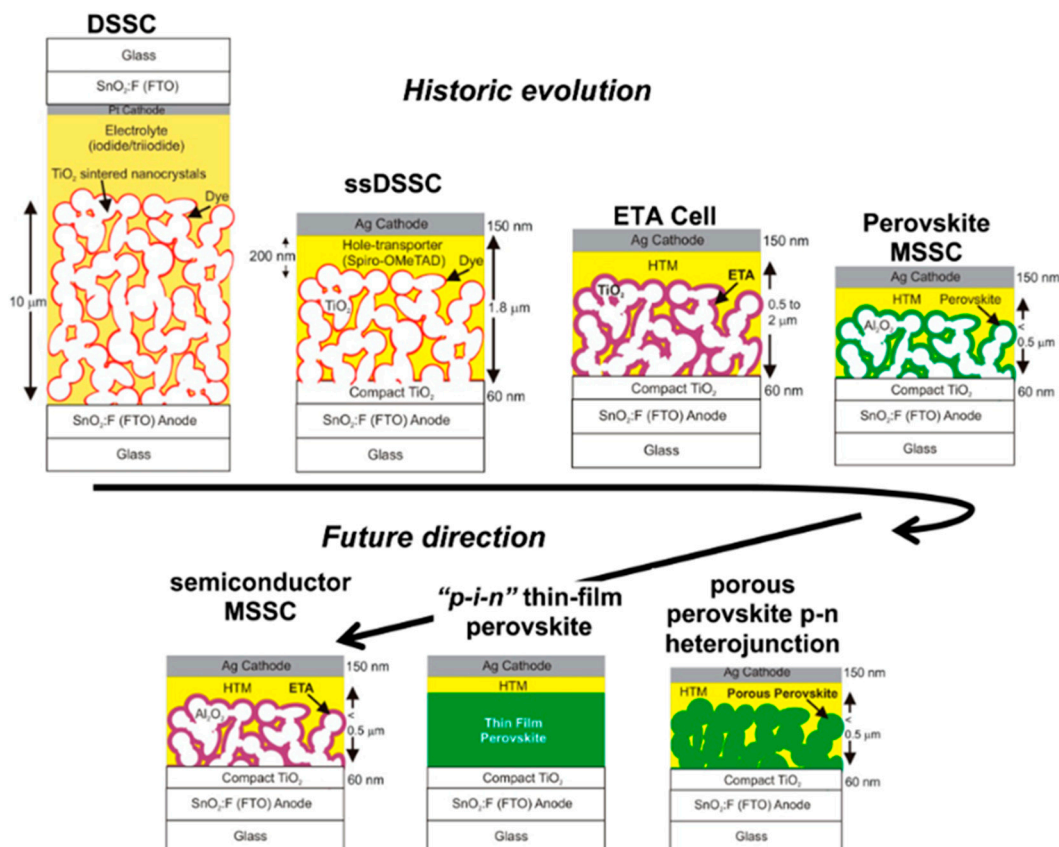 DSSC
Glass
SnO₂:F (FTO)
Pt Cathode
Electrolyte
(iodide/triiodide)
TiO₂ sintered nanocrystals
Dye
10 μm
SnO₂:F (FTO) Anode
Glass
Historic evolution
ssDSSC
Ag Cathode
150 nm
200 nm
Hole-transporter
(Spiro-OMeTAD)
Dye
TiO₂
1.8 μm
Compact TiO₂
60 nm
SnO₂:F (FTO) Anode
Glass
ETA Cell
Ag Cathode
150 nm
HTM
ETA
TiO₂
0.5 to
2 μm
Compact TiO₂
60 nm
SnO₂:F (FTO) Anode
Glass
Perovskite
MSSC
Ag Cathode
150 nm
HTM
Perovskite
Al₂O₃
<
0.5 μm
Compact TiO₂
60 nm
SnO₂:F (FTO) Anode
Glass
Future direction
semiconductor
MSSC
Ag Cathode
150 nm
HTM
ETA
Al₂O₃
<
0.5 μm
Compact TiO₂
60 nm
SnO₂:F (FTO) Anode
Glass
"p-i-n" thin-film
perovskite
Ag Cathode
HTM
Thin Film
Perovskite
Compact TiO₂
SnO₂:F (FTO) Anode
Glass
porous
perovskite p-n
heterojunction
Ag Cathode
150 nm
HTM
Porous Perovskite
<
0.5 μm
Compact TiO₂
60 nm
SnO₂:F (FTO) Anode
Glass